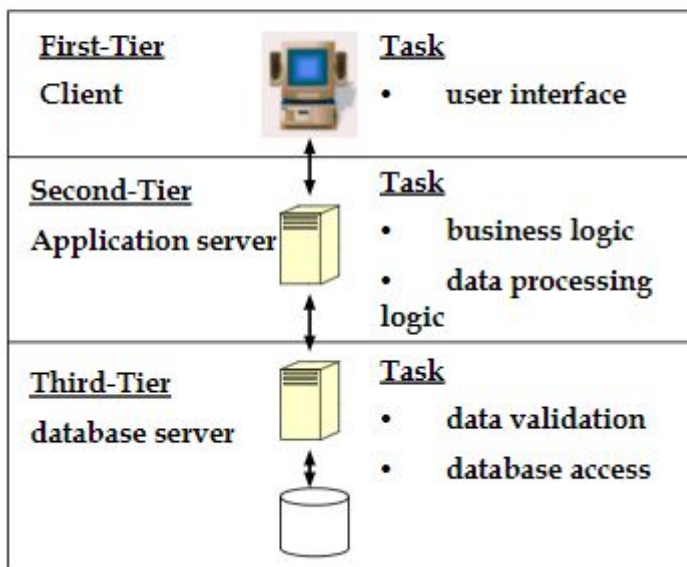 First-Tier
Client
Task
• user interface
Second-Tier
Application server
Task
• business logic
• data processing
logic
Third-Tier
database server
Task
• data validation
• database access